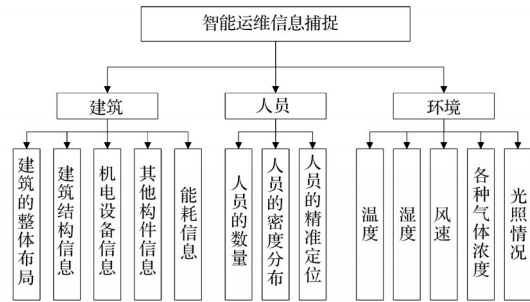 智能运维信息捕捉
建筑
人员
环境
建筑的整体布局
建筑结构信息
机电设备信息
其他构件信息
能耗信息
人员的数量
人员的密度分布
人员的精准定位
温度
湿度
风速
各种气体浓度
光照情况